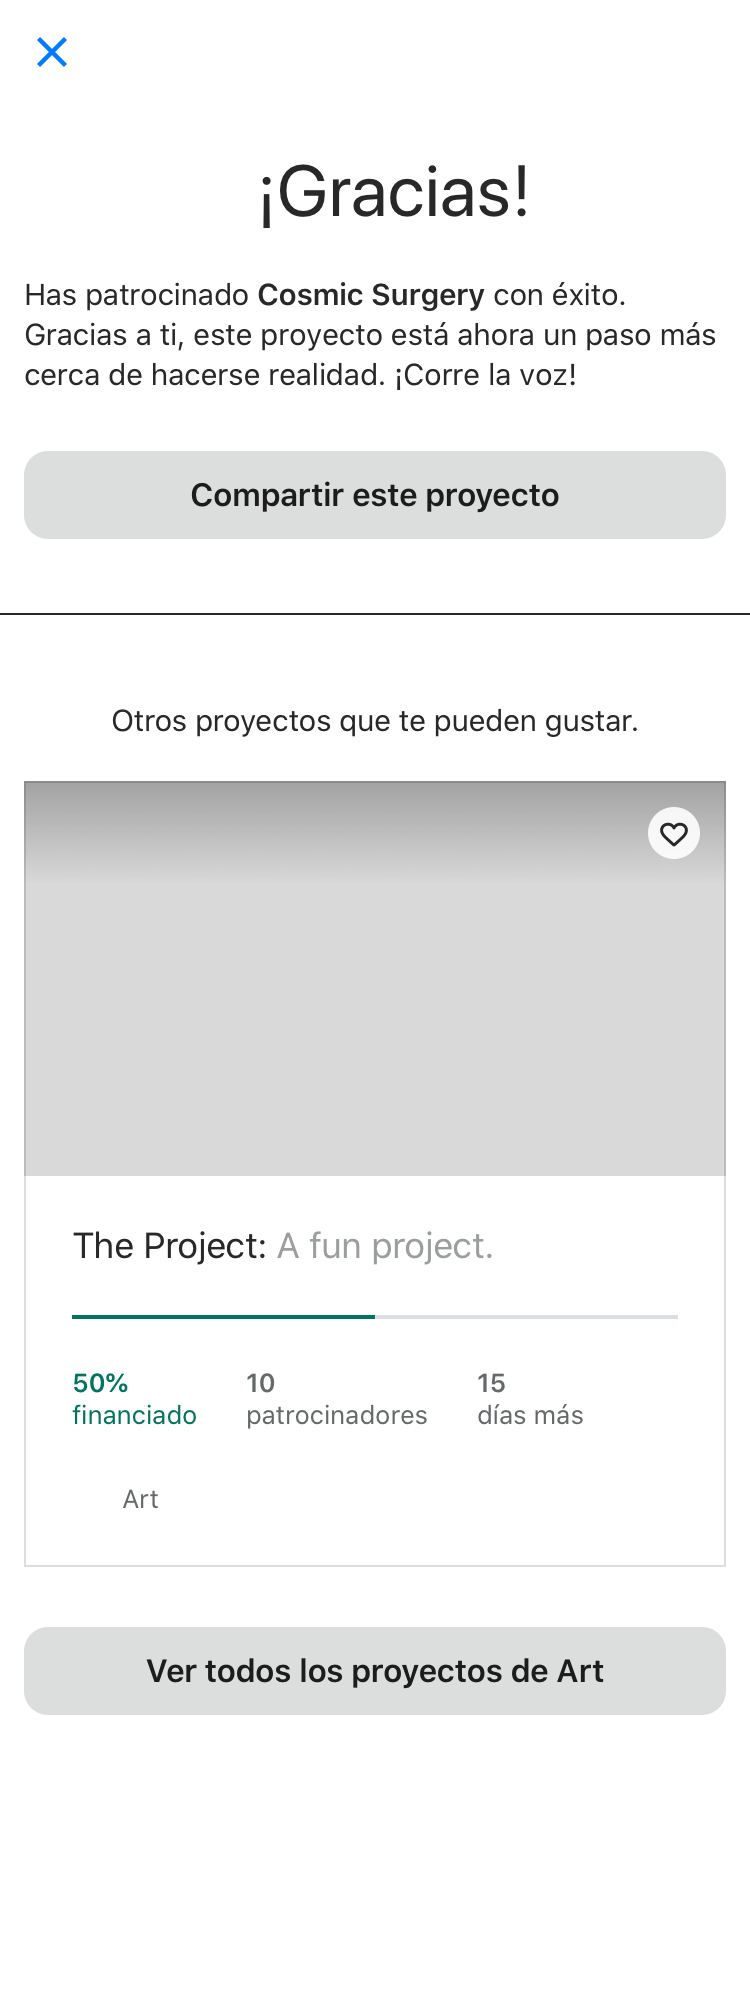 ¡Gracias!
Has patrocinado Cosmic Surgery con éxito.
Gracias a ti, este proyecto está ahora un paso más
cerca de hacerse realidad. ¡Corre la voz!
Compartir este proyecto
Otros proyectos que te pueden gustar.
The Project: A fun project.
50% 10 15
financiado patrocinadores días más
Art
Ver todos los proyectos de Art